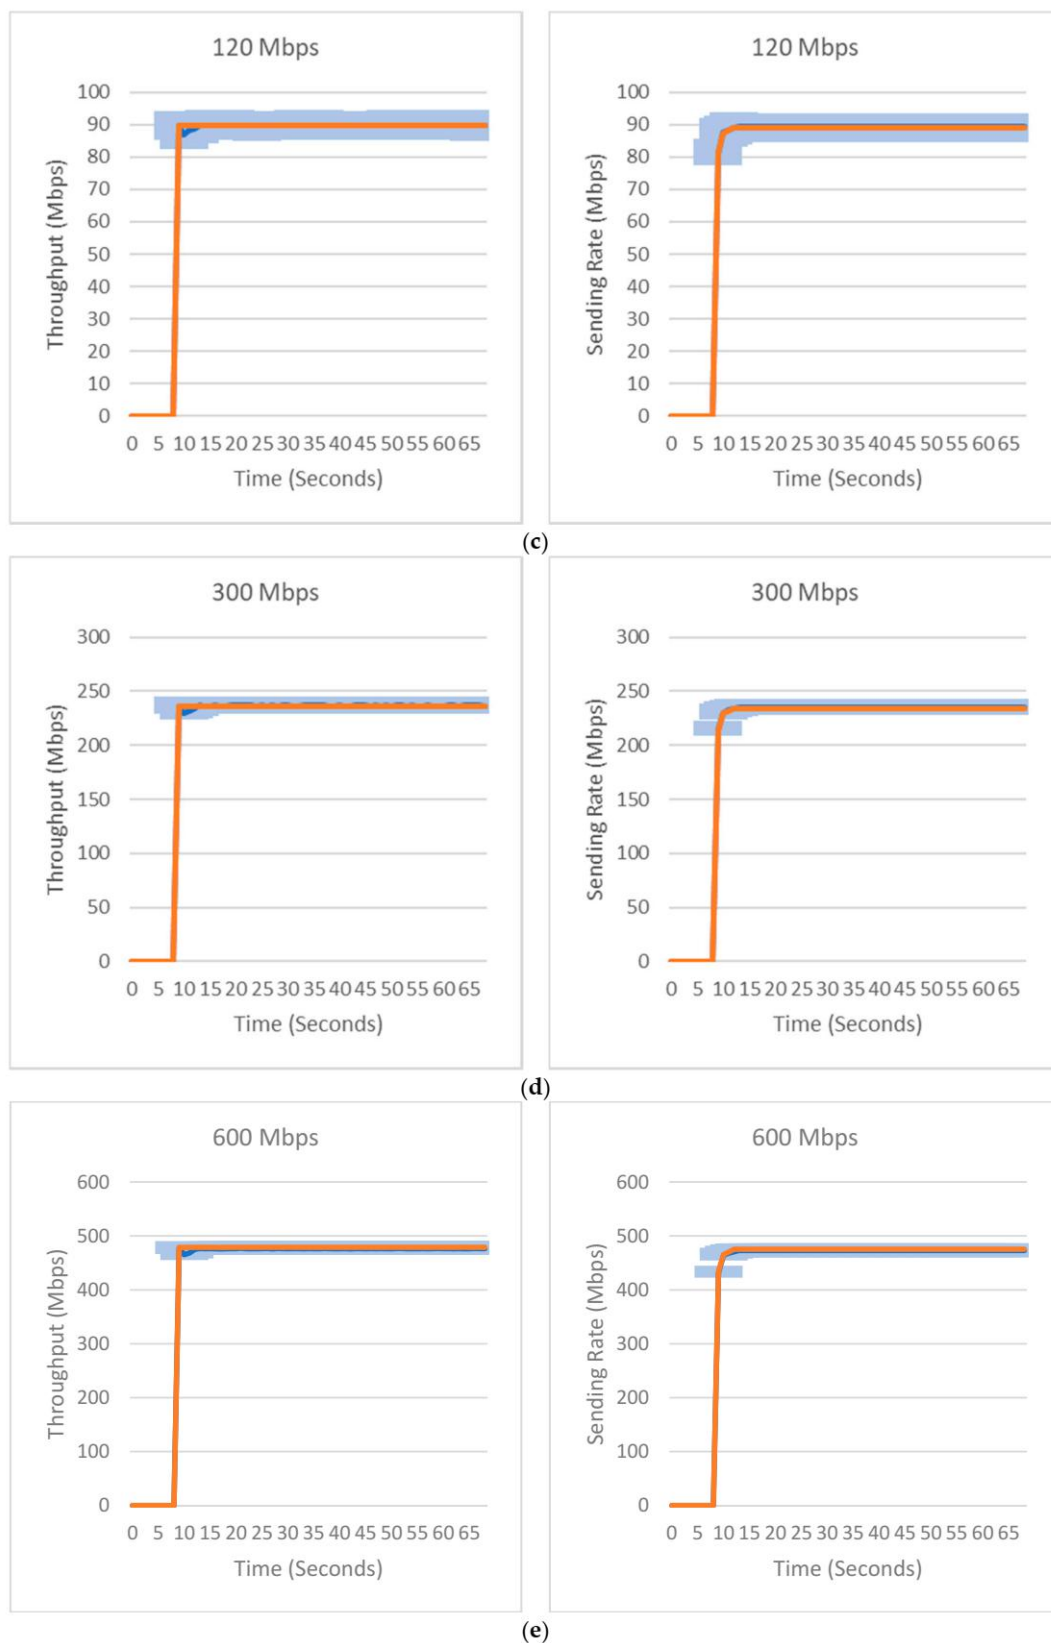 120 Mbps
100
90
80
70
60
50
40
30
20
10
0
Throughput (Mbps)
0 5 10 15 20 25 30 35 40 45 50 55 60 65
Time (Seconds)
120 Mbps
100
90
80
70
60
50
40
30
20
10
0
Sending Rate (Mbps)
0 5 10 15 20 25 30 35 40 45 50 55 60 65
Time (Seconds)
(c)
300 Mbps
300
250
200
150
100
50
0
Throughput (Mbps)
0 5 10 15 20 25 30 35 40 45 50 55 60 65
Time (Seconds)
300 Mbps
300
250
200
150
100
50
0
Sending Rate (Mbps)
0 5 10 15 20 25 30 35 40 45 50 55 60 65
Time (Seconds)
(d)
600 Mbps
600
500
400
300
200
100
0
Throughput (Mbps)
0 5 10 15 20 25 30 35 40 45 50 55 60 65
Time (Seconds)
600 Mbps
600
500
400
300
200
100
0
Sending Rate (Mbps)
0 5 10 15 20 25 30 35 40 45 50 55 60 65
Time (Seconds)
(e)